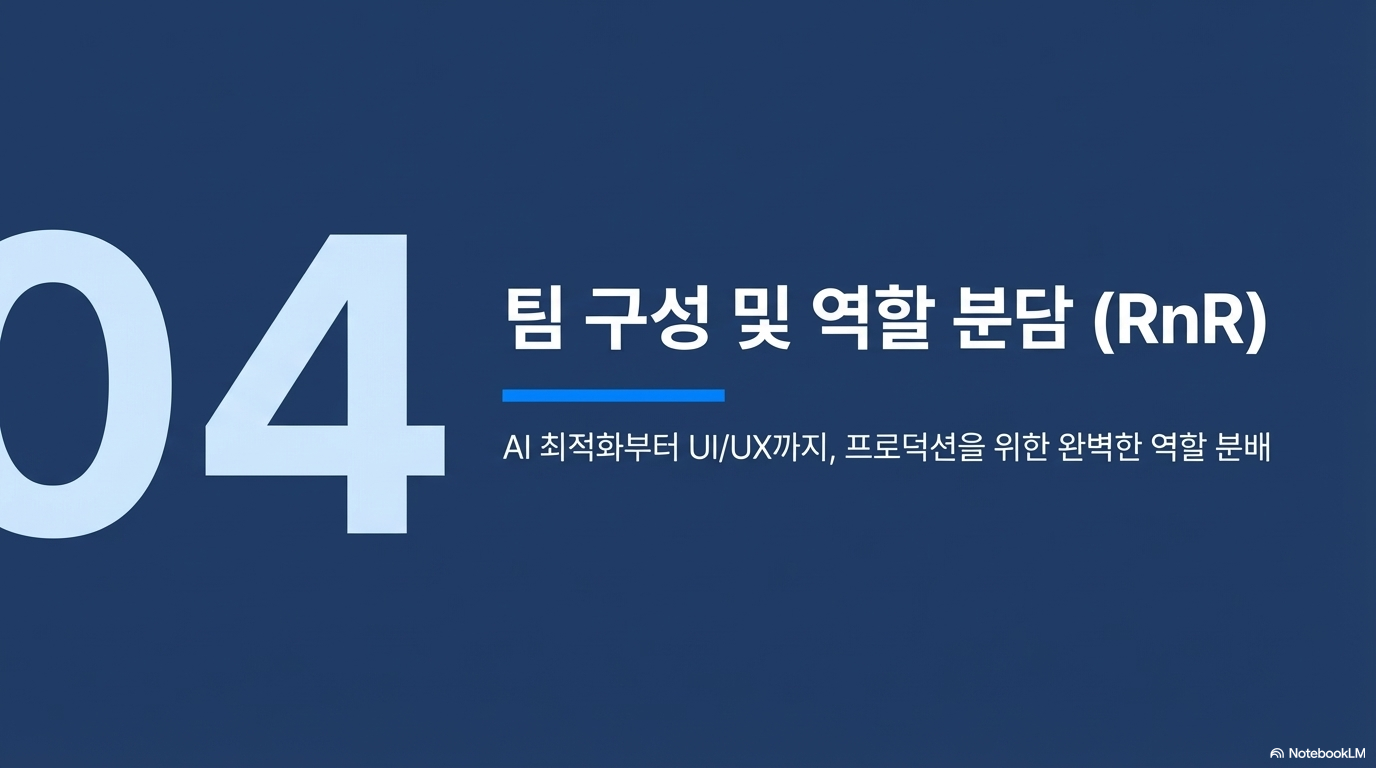 04
팀 구성 및 역할 분담 (RnR)
AI 최적화부터 UI/UX까지, 프로덕션을 위한 완벽한 역할 분배
NotebookLM